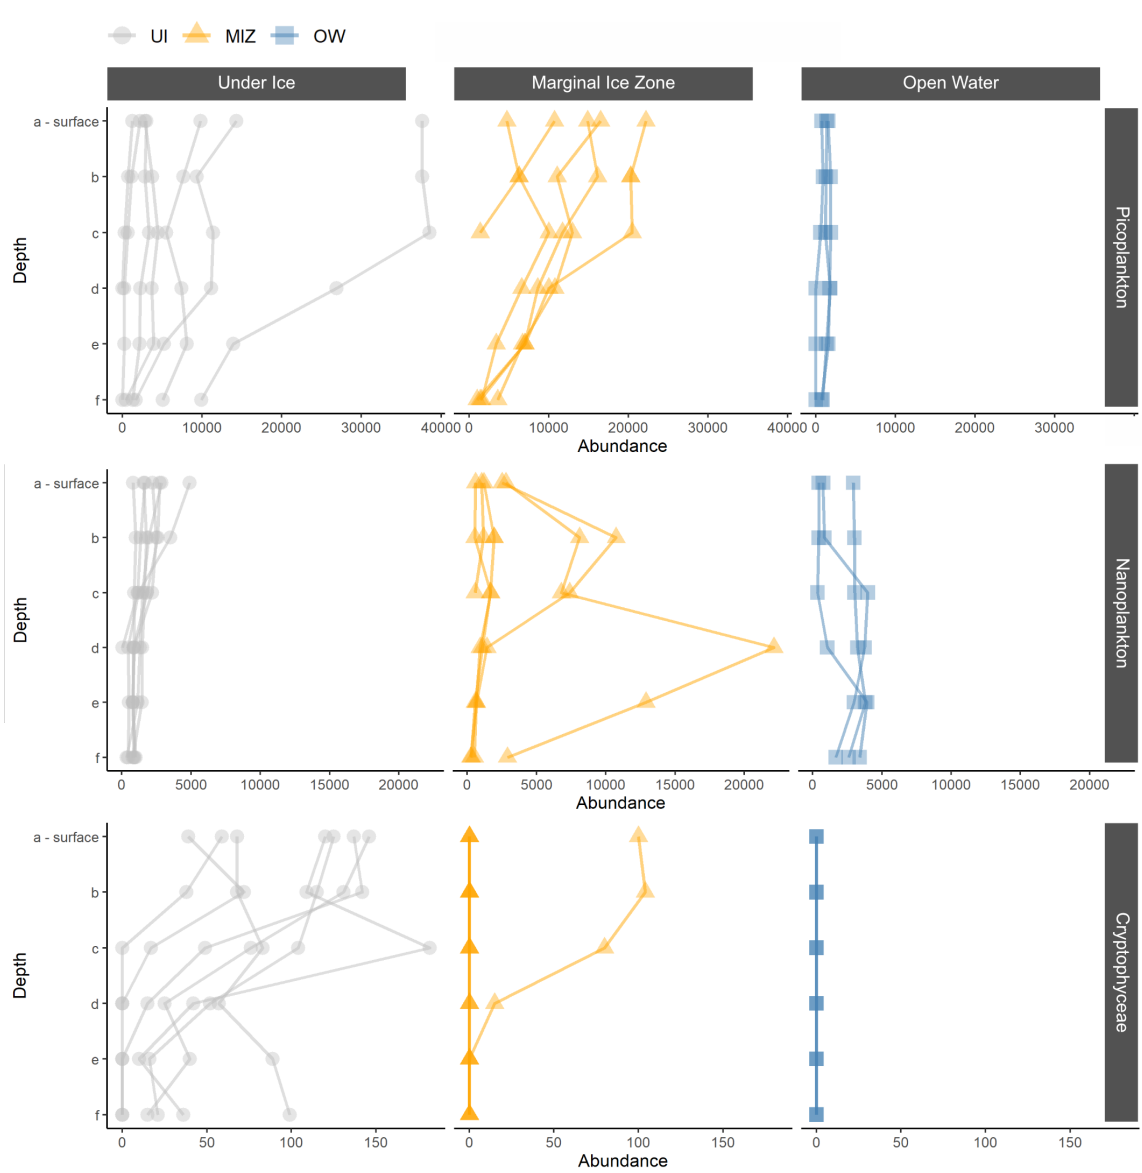 UI MIZ OW
Under Ice Marginal Ice Zone Open Water
a - surface
b
c
d
e
f
Depth
Picoplankton
0 10000 20000 30000 40000 0 10000 20000 30000 40000 0 10000 20000 30000
Abundance
a - surface
b
c
d
e
f
Depth
Nanoplankton
0 5000 10000 15000 20000 0 5000 10000 15000 20000 0 5000 10000 15000 20000
Abundance
a - surface
b
c
d
e
f
Depth
Cryptophyceae
0 50 100 150 0 50 100 150 0 50 100 150
Abundance